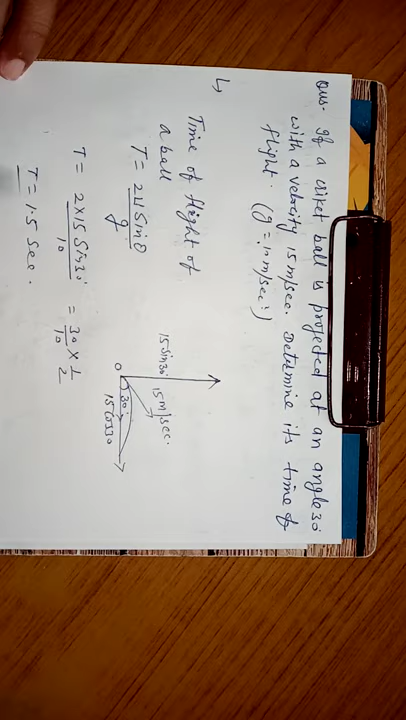 Qus. If a criket ball is projected at an angle 30°
with a velocity 15 m/sec. Determine its time of
flight. (g = 10 m/sec²)
↳ Time of flight of
a ball
T = 2u Sinθ / g
T = 2×15 Sin30° / 10 = 30/10 × 1/2
T = 1.5 Sec.
15 Sin30°
15 m/sec.
O
30°
15 Cos30